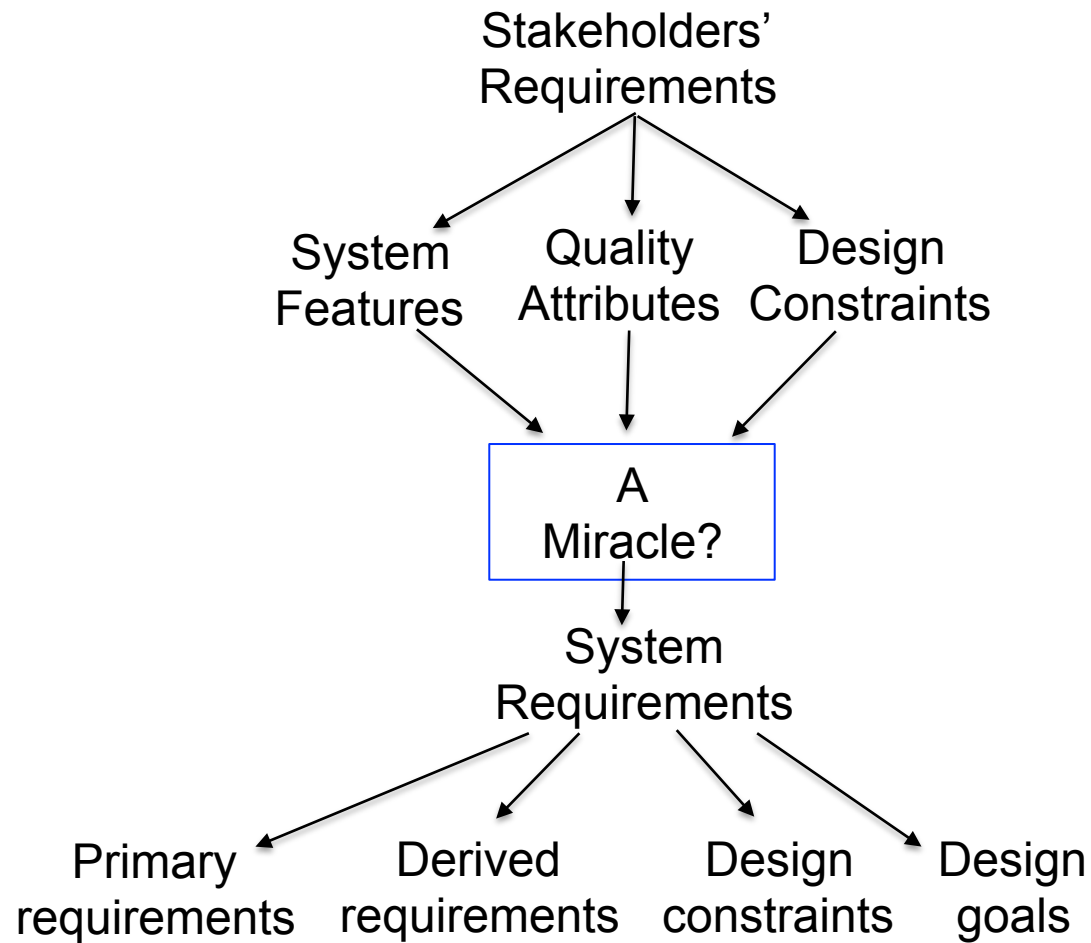 Stakeholders’
Requirements
System
Features
Quality
Attributes
Design
Constraints
A
Miracle?
System
Requirements
Primary
requirements
Derived
requirements
Design
constraints
Design
goals